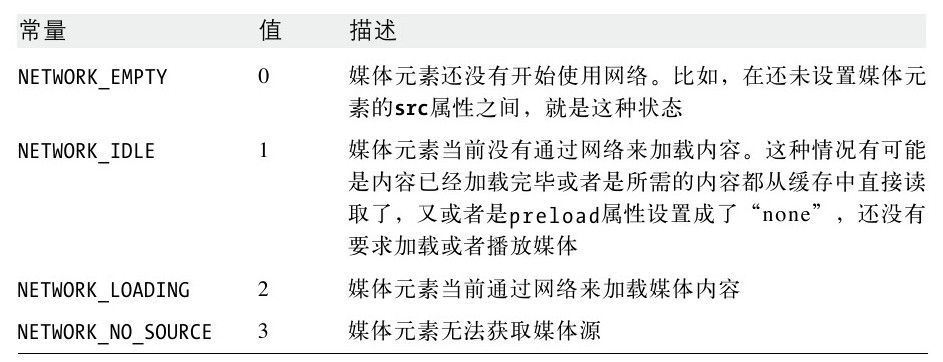 常量 值 描述
NETWORK_EMPTY 0 媒体元素还没有开始使用网络。比如，在还未设置媒体元
素的src属性之间，就是这种状态
NETWORK_IDLE 1 媒体元素当前没有通过网络来加载内容。这种情况有可能
是内容已经加载完毕或者是所需的内容都从缓存中直接读
取了，又或者是preload属性设置成了“none”，还没有
要求加载或者播放媒体
NETWORK_LOADING 2 媒体元素当前通过网络来加载媒体内容
NETWORK_NO_SOURCE 3 媒体元素无法获取媒体源